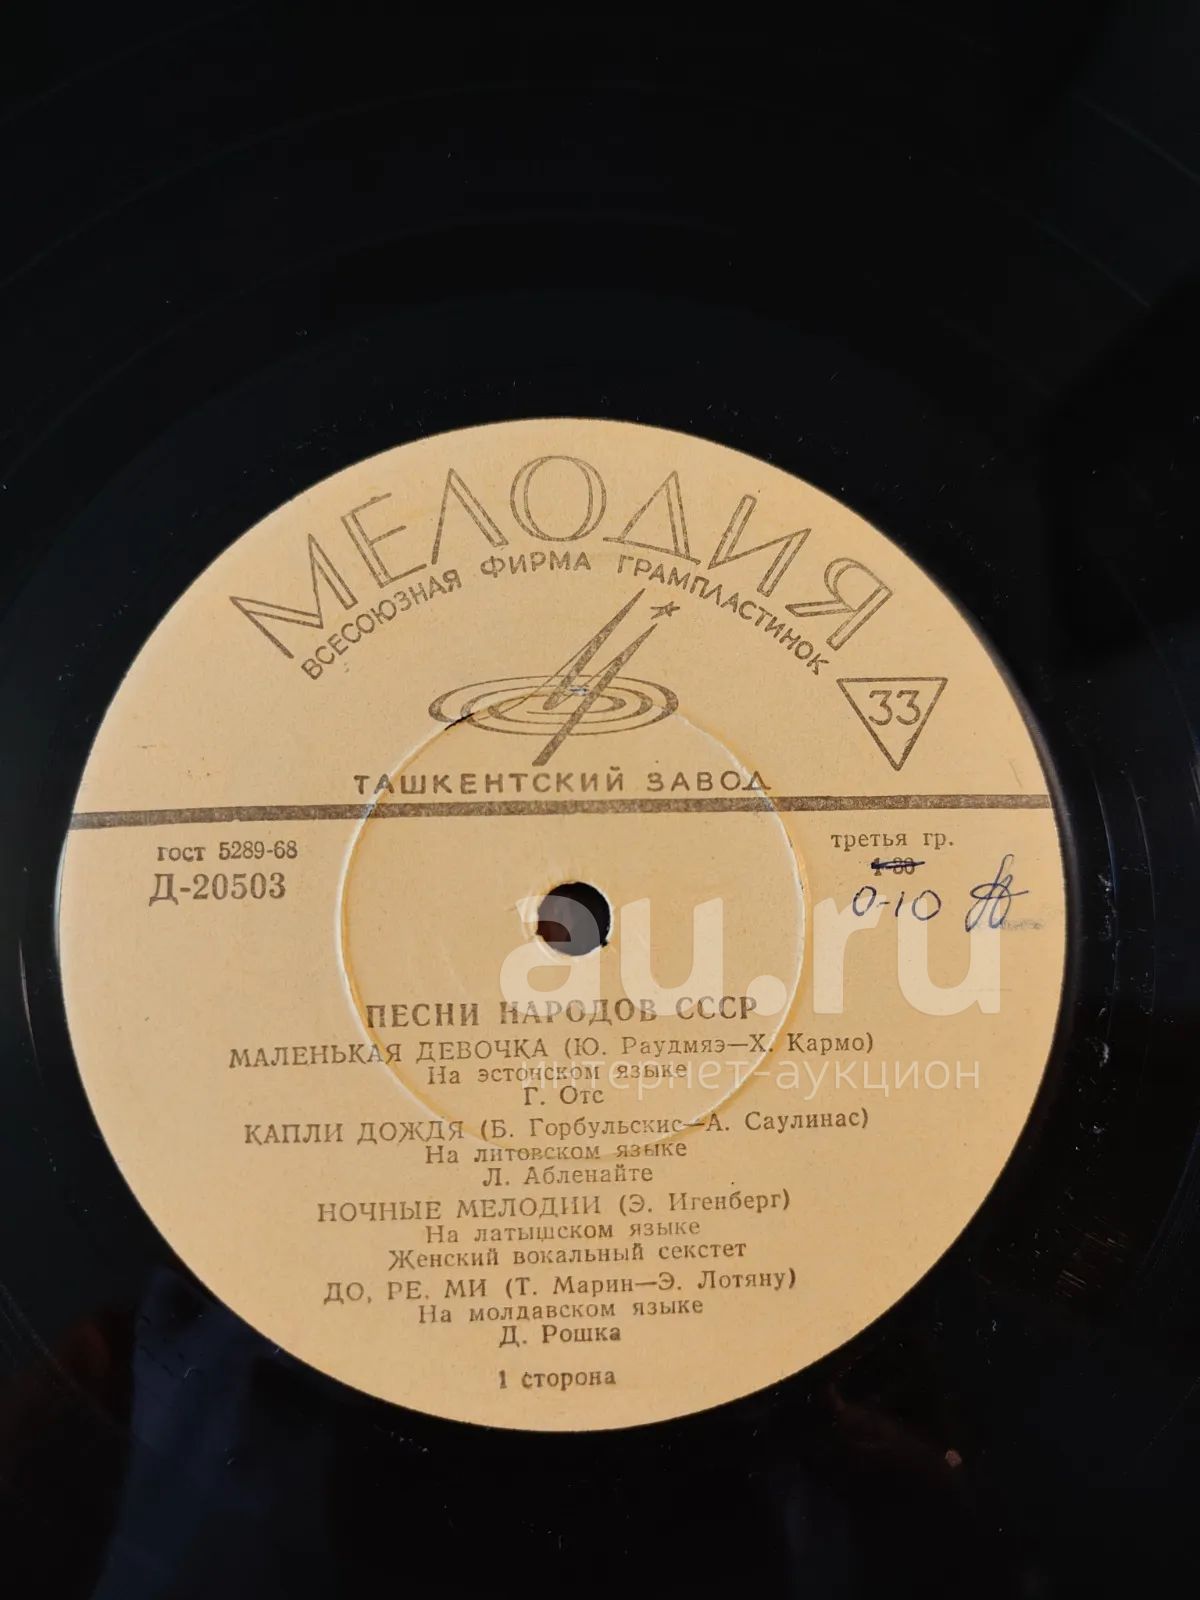 МЕЛОДИЯ
ВСЕСОЮЗНАЯ ФИРМА ГРАМПЛАСТИНОК
33
ТАШКЕНТСКИЙ ЗАВОД
ГОСТ 5289-68
Д-20503
третья гр.
1-80
0-10
au.ru
интернет-аукцион
ПЕСНИ НАРОДОВ СССР
МАЛЕНЬКАЯ ДЕВОЧКА (Ю. Раудмяэ—Х. Кармо)
На эстонском языке
Г. Отс
КАПЛИ ДОЖДЯ (Б. Горбульскис—А. Саулинас)
На литовском языке
Л. Абленайте
НОЧНЫЕ МЕЛОДИИ (Э. Игенберг)
На латышском языке
Женский вокальный секстет
ДО, РЕ, МИ (Т. Марин—Э. Лотяну)
На молдавском языке
Д. Рошка
1 сторона